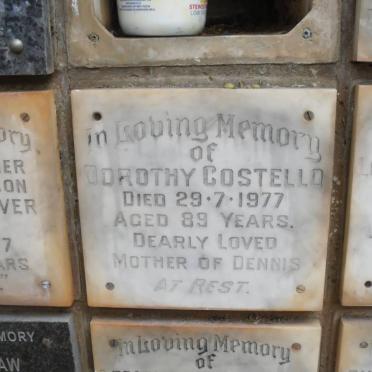 In Loving Memory
of
DOROTHY COSTELLO
DIED 29·7·1977
AGED 89 YEARS.
DEARLY LOVED
MOTHER OF DENNIS
AT REST.
In Loving Memory
of
MEMORY